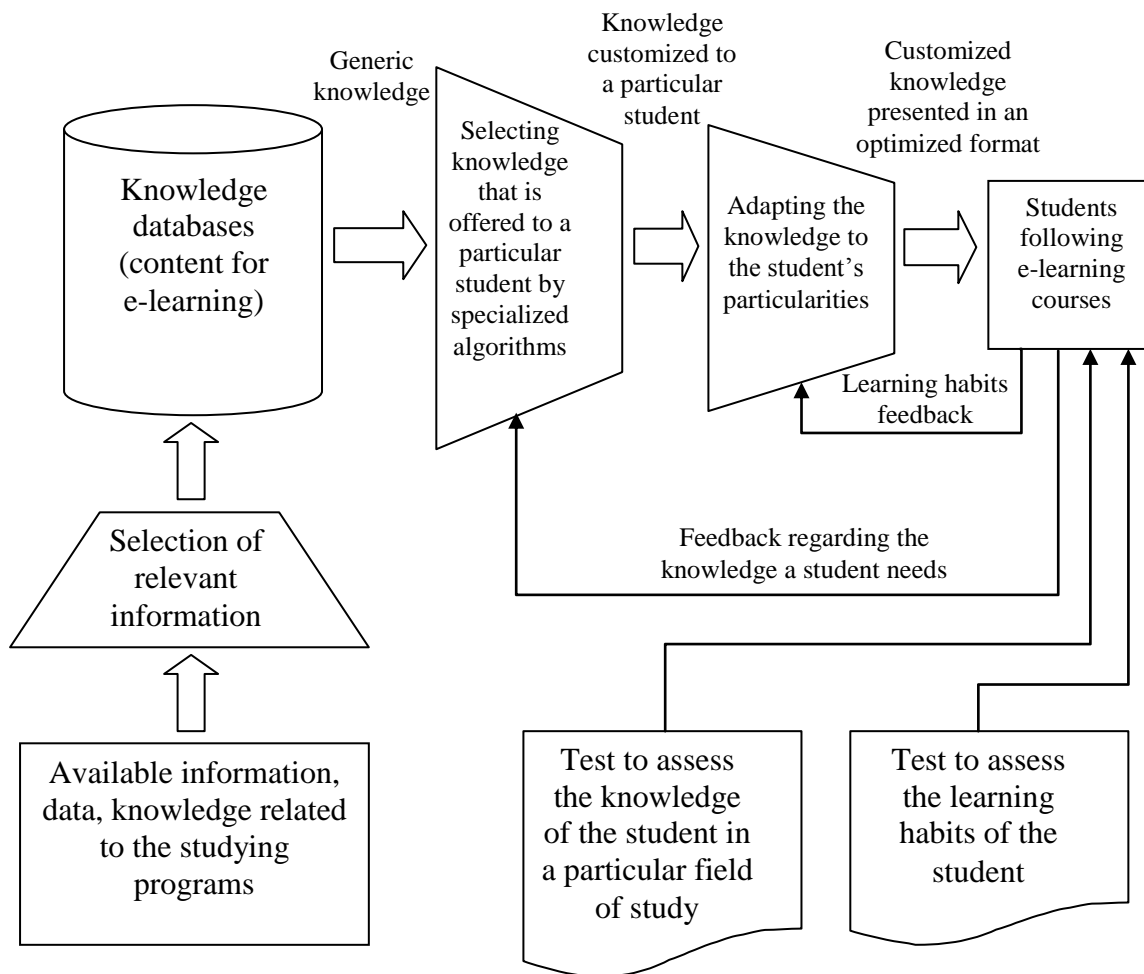 Generic
knowledge
Knowledge
customized to
a particular
student
Customized
knowledge
presented in an
optimized format
Knowledge
databases
(content for
e-learning)
Selecting
knowledge
that is
offered to a
particular
student by
specialized
algorithms
Adapting the
knowledge to
the student’s
particularities
Students
following
e-learning
courses
Learning habits
feedback
Feedback regarding the
knowledge a student needs
Selection of
relevant
information
Available information,
data, knowledge related
to the studying
programs
Test to assess
the knowledge
of the student in
a particular field
of study
Test to assess
the learning
habits of the
student